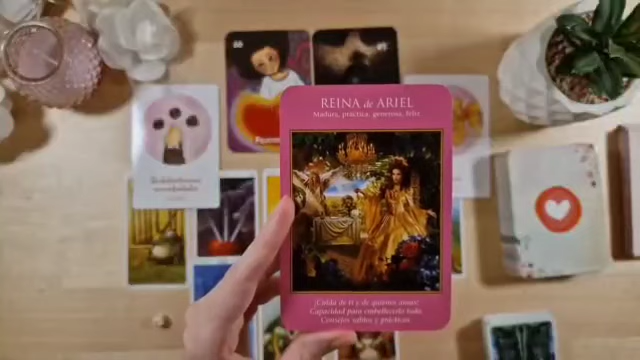 REINA de ARIEL
Madura, práctica, generosa, feliz
¡Cuida de ti y de quienes amas!
Capacidad para embellecerlo todo.
Consejos sabios y prácticos.